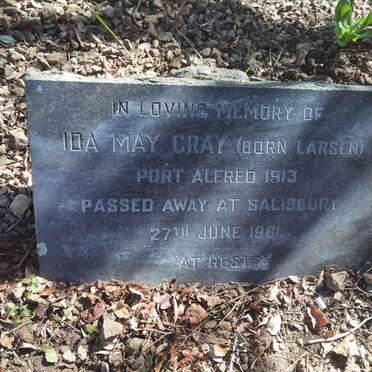 IN LOVING MEMORY OF
IDA MAY GRAY (BORN LARSEN)
PORT ALFRED 1913
PASSED AWAY AT SALISBURY
27TH JUNE 1961.
AT REST.